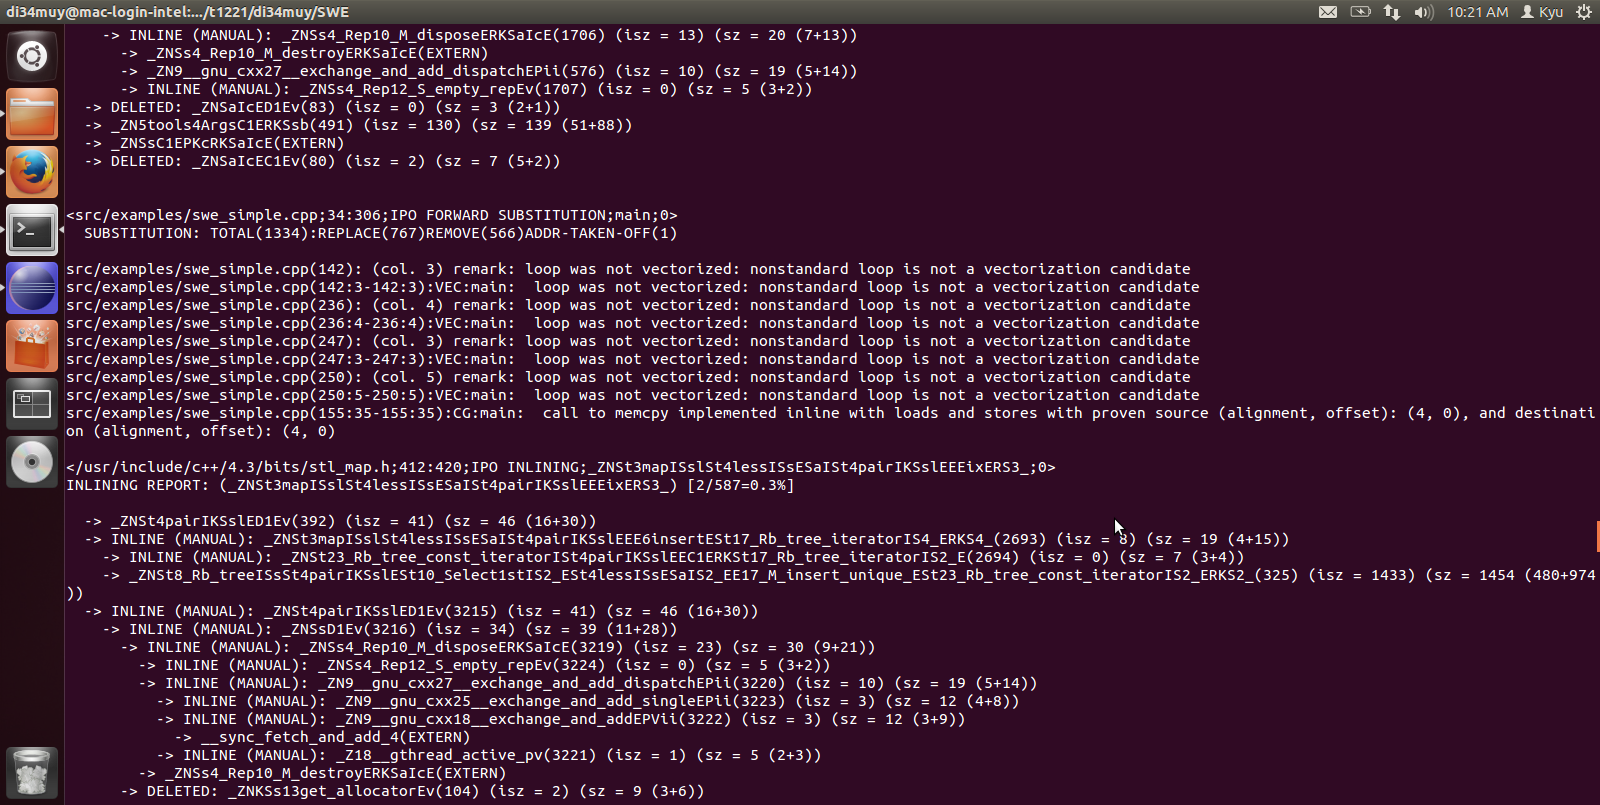 di34muy@mac-login-intel:.../t1221/di34muy/SWE 10:21 AM Kyu
-> INLINE (MANUAL): _ZNSs4_Rep10_M_disposeERKSaIcE(1706) (isz = 13) (sz = 20 (7+13))
-> _ZNSs4_Rep10_M_destroyERKSaIcE(EXTERN)
-> _ZN9__gnu_cxx27__exchange_and_add_dispatchEPii(576) (isz = 10) (sz = 19 (5+14))
-> INLINE (MANUAL): _ZNSs4_Rep12_S_empty_repEv(1707) (isz = 0) (sz = 5 (3+2))
-> DELETED: _ZNSaIcED1Ev(83) (isz = 0) (sz = 3 (2+1))
-> _ZN5tools4ArgsC1ERKSsb(491) (isz = 130) (sz = 139 (51+88))
-> _ZNSsC1EPKcRKSaIcE(EXTERN)
-> DELETED: _ZNSaIcEC1Ev(80) (isz = 2) (sz = 7 (5+2))
<src/examples/swe_simple.cpp;34:306;IPO FORWARD SUBSTITUTION;main;0>
SUBSTITUTION: TOTAL(1334):REPLACE(767)REMOVE(566)ADDR-TAKEN-OFF(1)
src/examples/swe_simple.cpp(142): (col. 3) remark: loop was not vectorized: nonstandard loop is not a vectorization candidate
src/examples/swe_simple.cpp(142:3-142:3):VEC:main:  loop was not vectorized: nonstandard loop is not a vectorization candidate
src/examples/swe_simple.cpp(236): (col. 4) remark: loop was not vectorized: nonstandard loop is not a vectorization candidate
src/examples/swe_simple.cpp(236:4-236:4):VEC:main:  loop was not vectorized: nonstandard loop is not a vectorization candidate
src/examples/swe_simple.cpp(247): (col. 3) remark: loop was not vectorized: nonstandard loop is not a vectorization candidate
src/examples/swe_simple.cpp(247:3-247:3):VEC:main:  loop was not vectorized: nonstandard loop is not a vectorization candidate
src/examples/swe_simple.cpp(250): (col. 5) remark: loop was not vectorized: nonstandard loop is not a vectorization candidate
src/examples/swe_simple.cpp(250:5-250:5):VEC:main:  loop was not vectorized: nonstandard loop is not a vectorization candidate
src/examples/swe_simple.cpp(155:35-155:35):CG:main:  call to memcpy implemented inline with loads and stores with proven source (alignment, offset): (4, 0), and destinati
on (alignment, offset): (4, 0)
</usr/include/c++/4.3/bits/stl_map.h;412:420;IPO INLINING;_ZNSt3mapISslSt4lessISsESaISt4pairIKSslEEEixERS3_;0>
INLINING REPORT: (_ZNSt3mapISslSt4lessISsESaISt4pairIKSslEEEixERS3_) [2/587=0.3%]
-> _ZNSt4pairIKSslED1Ev(392) (isz = 41) (sz = 46 (16+30))
-> INLINE (MANUAL): _ZNSt3mapISslSt4lessISsESaISt4pairIKSslEEE6insertESt17_Rb_tree_iteratorIS4_ERKS4_(2693) (isz = 8) (sz = 19 (4+15))
-> INLINE (MANUAL): _ZNSt23_Rb_tree_const_iteratorISt4pairIKSslEEC1ERKSt17_Rb_tree_iteratorIS2_E(2694) (isz = 0) (sz = 7 (3+4))
-> _ZNSt8_Rb_treeISsSt4pairIKSslESt10_Select1stIS2_ESt4lessISsESaIS2_EE17_M_insert_unique_ESt23_Rb_tree_const_iteratorIS2_ERKS2_(325) (isz = 1433) (sz = 1454 (480+974
))
-> INLINE (MANUAL): _ZNSt4pairIKSslED1Ev(3215) (isz = 41) (sz = 46 (16+30))
-> INLINE (MANUAL): _ZNSsD1Ev(3216) (isz = 34) (sz = 39 (11+28))
-> INLINE (MANUAL): _ZNSs4_Rep10_M_disposeERKSaIcE(3219) (isz = 23) (sz = 30 (9+21))
-> INLINE (MANUAL): _ZNSs4_Rep12_S_empty_repEv(3224) (isz = 0) (sz = 5 (3+2))
-> INLINE (MANUAL): _ZN9__gnu_cxx27__exchange_and_add_dispatchEPii(3220) (isz = 10) (sz = 19 (5+14))
-> INLINE (MANUAL): _ZN9__gnu_cxx25__exchange_and_add_singleEPii(3223) (isz = 3) (sz = 12 (4+8))
-> INLINE (MANUAL): _ZN9__gnu_cxx18__exchange_and_addEPVii(3222) (isz = 3) (sz = 12 (3+9))
-> __sync_fetch_and_add_4(EXTERN)
-> INLINE (MANUAL): _Z18__gthread_active_pv(3221) (isz = 1) (sz = 5 (2+3))
-> _ZNSs4_Rep10_M_destroyERKSaIcE(EXTERN)
-> DELETED: _ZNKSs13get_allocatorEv(104) (isz = 2) (sz = 9 (3+6))